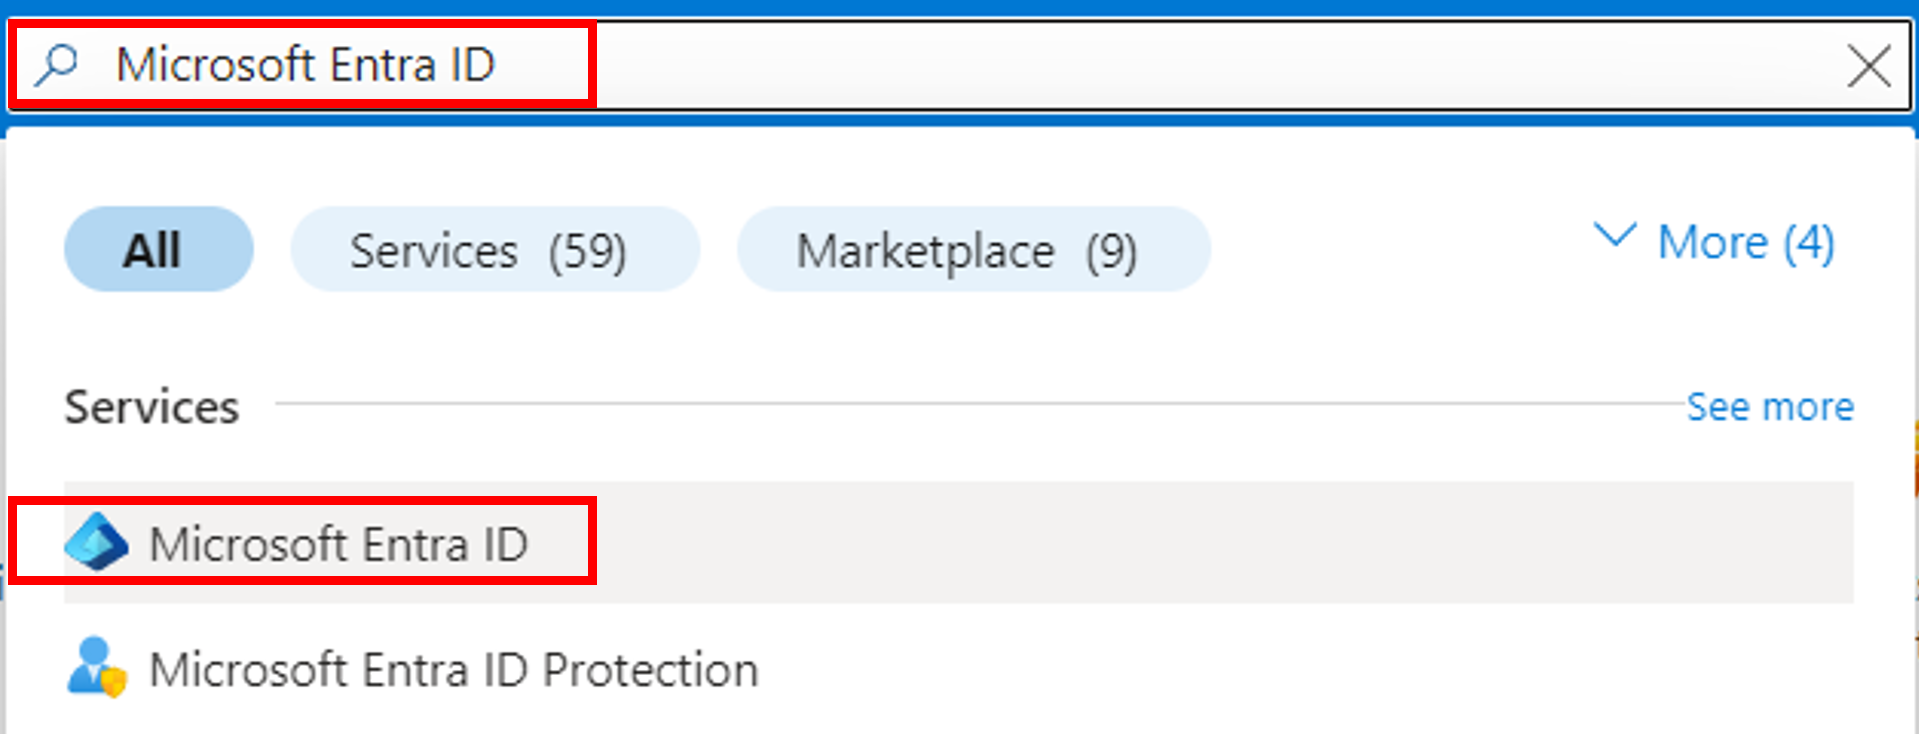 Microsoft Entra ID
All Services (59) Marketplace (9) More (4)
Services See more
Microsoft Entra ID
Microsoft Entra ID Protection